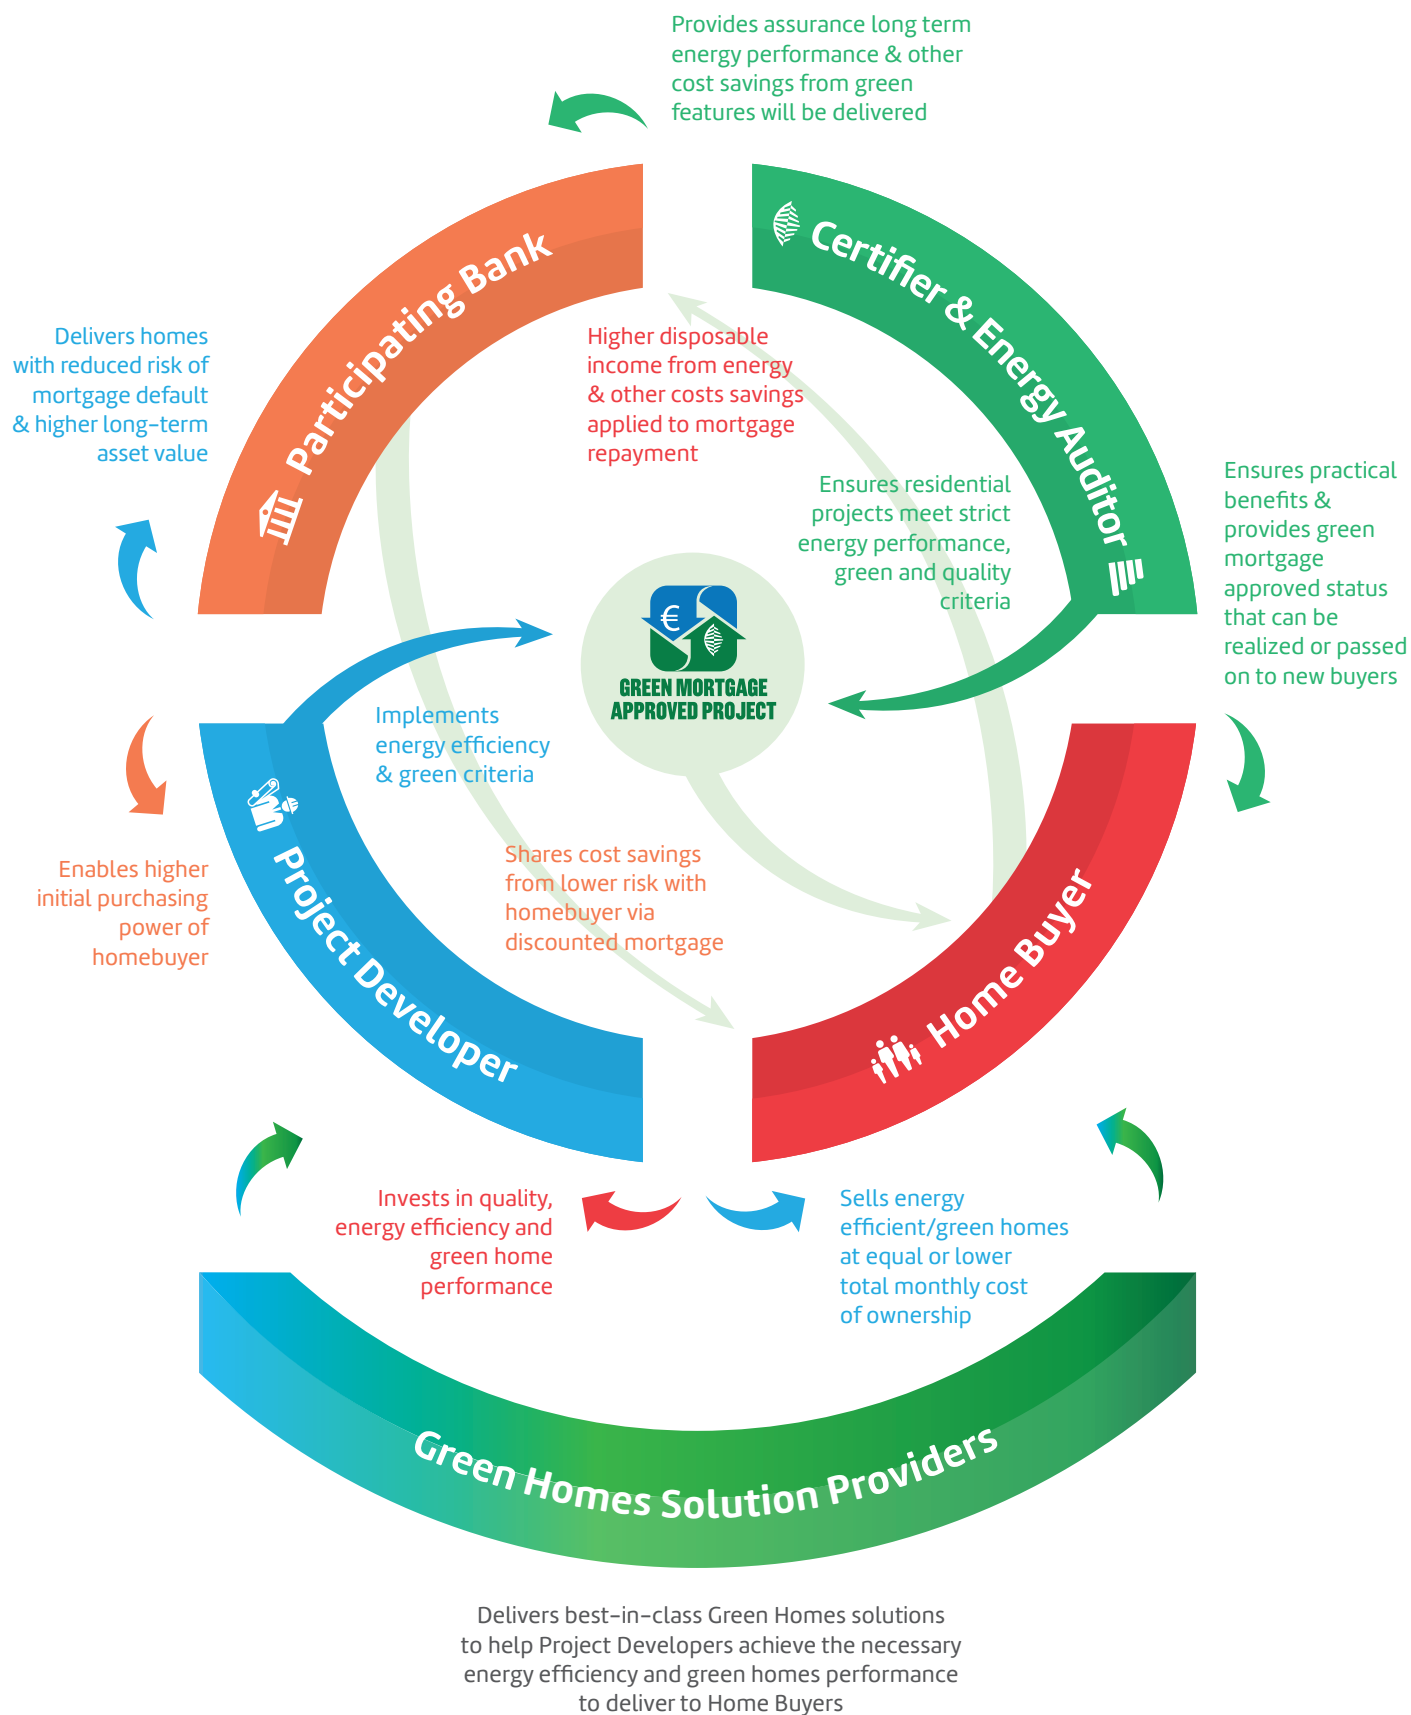 Provides assurance long term
energy performance & other
cost savings from green
features will be delivered
Participating Bank
Certifier & Energy Auditor
Delivers homes
with reduced risk of
mortgage default
& higher long-term
asset value
Higher disposable
income from energy
& other costs savings
applied to mortgage
repayment
Ensures residential
projects meet strict
energy performance,
green and quality
criteria
Ensures practical
benefits &
provides green
mortgage
approved status
that can be
realized or passed
on to new buyers
€
GREEN MORTGAGE
APPROVED PROJECT
Implements
energy efficiency
& green criteria
Enables higher
initial purchasing
power of
homebuyer
Shares cost savings
from lower risk with
homebuyer via
discounted mortgage
Project Developer
Home Buyer
Invests in quality,
energy efficiency and
green home
performance
Sells energy
efficient/green homes
at equal or lower
total monthly cost
of ownership
Green Homes Solution Providers
Delivers best-in-class Green Homes solutions
to help Project Developers achieve the necessary
energy efficiency and green homes performance
to deliver to Home Buyers